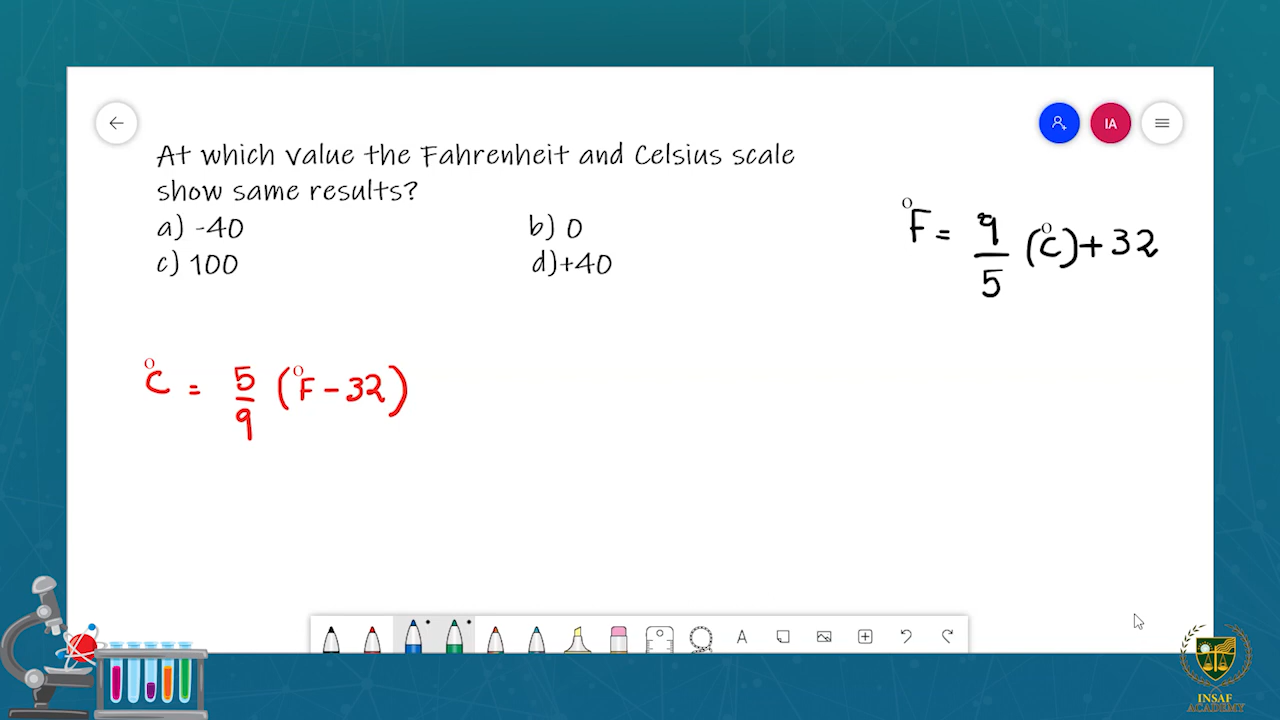 IA
At which value the Fahrenheit and Celsius scale
show same results?
a) -40 b) 0
c) 100 d)+40
°F = 9/5 (°C) + 32
°C = 5/9 (°F - 32)
A
INSAF
ACADEMY